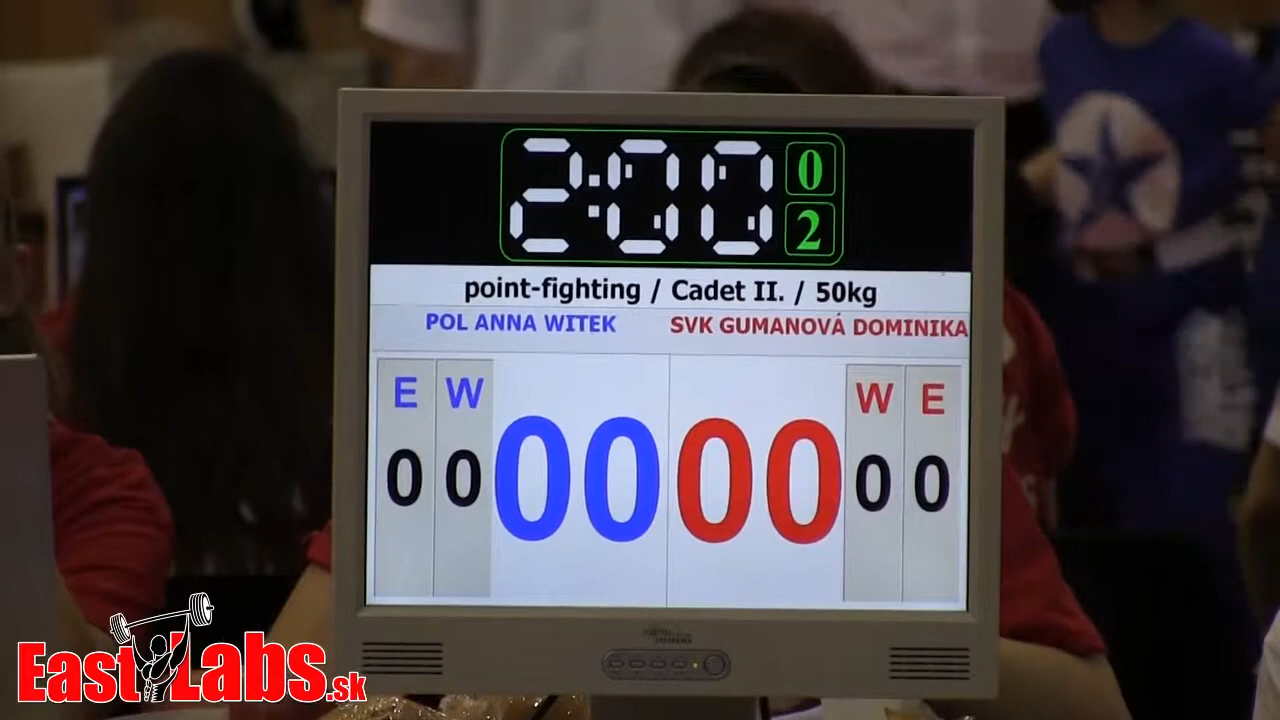 2:00 0
2
point-fighting / Cadet II. / 50kg
POL ANNA WITEK SVK GUMANOVÁ DOMINIKA
E W W E
0 0 00 00 0 0
EastLabs.sk